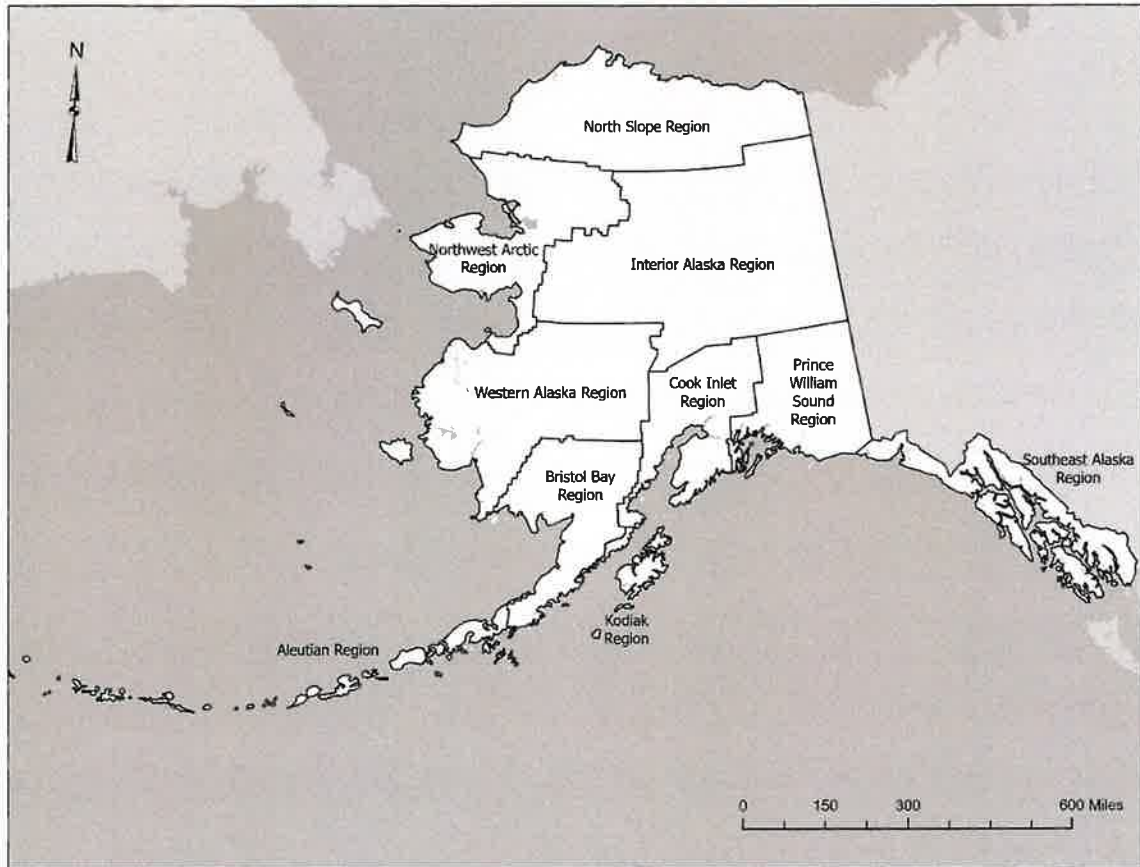 N
North Slope Region
Northwest Arctic
Region
Interior Alaska Region
Western Alaska Region
Cook Inlet
Region
Prince
William
Sound
Region
Bristol Bay
Region
Southeast Alaska
Region
Kodiak
Region
Aleutian Region
0 150 300 600 Miles